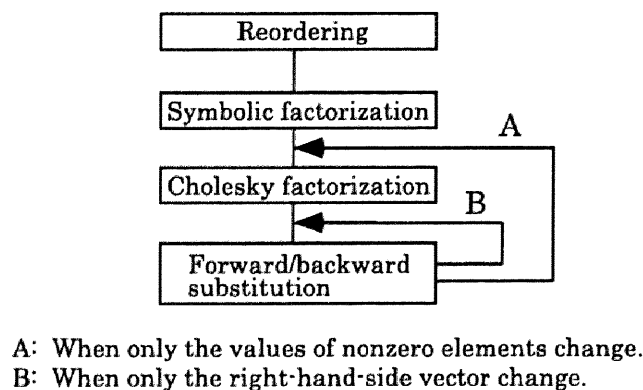 Reordering
Symbolic factorization
A
Cholesky factorization
B
Forward/backward
substitution
A: When only the values of nonzero elements change.
B: When only the right-hand-side vector change.